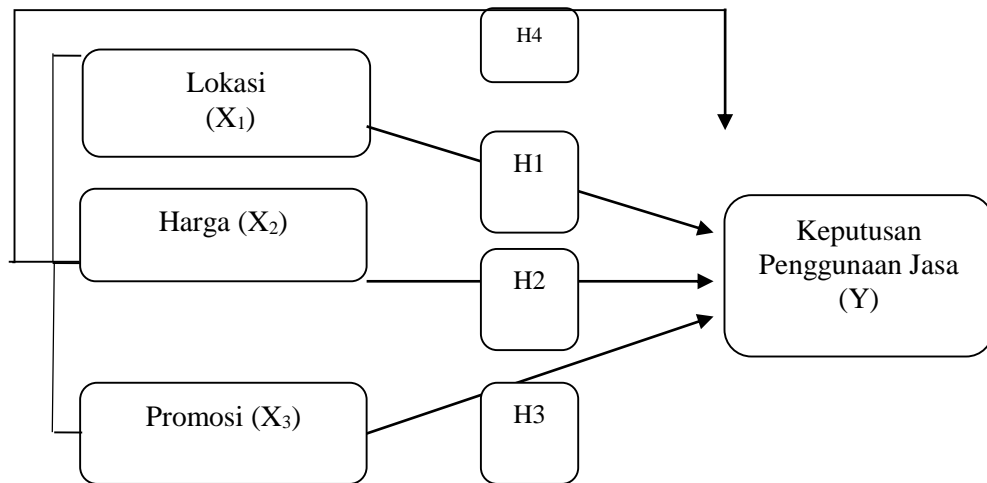 H4
Lokasi
(X₁)
H1
Harga (X₂)
Keputusan
Penggunaan Jasa
(Y)
H2
Promosi (X₃)
H3